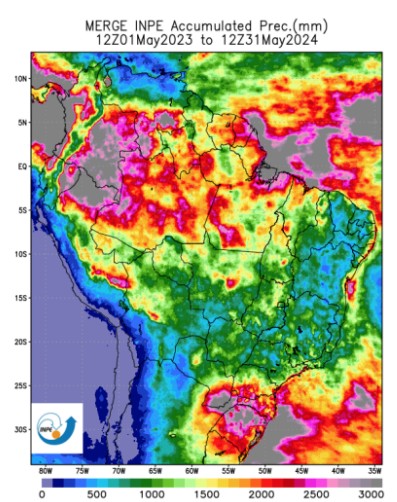 MERGE INPE Accumulated Prec.(mm)
12Z01May2023 to 12Z31May2024
10N
5N
EQ
5S
10S
15S
20S
25S
30S
INPE
80W 75W 70W 65W 60W 55W 50W 45W 40W 35W
0 500 1000 1500 2000 2500 3000